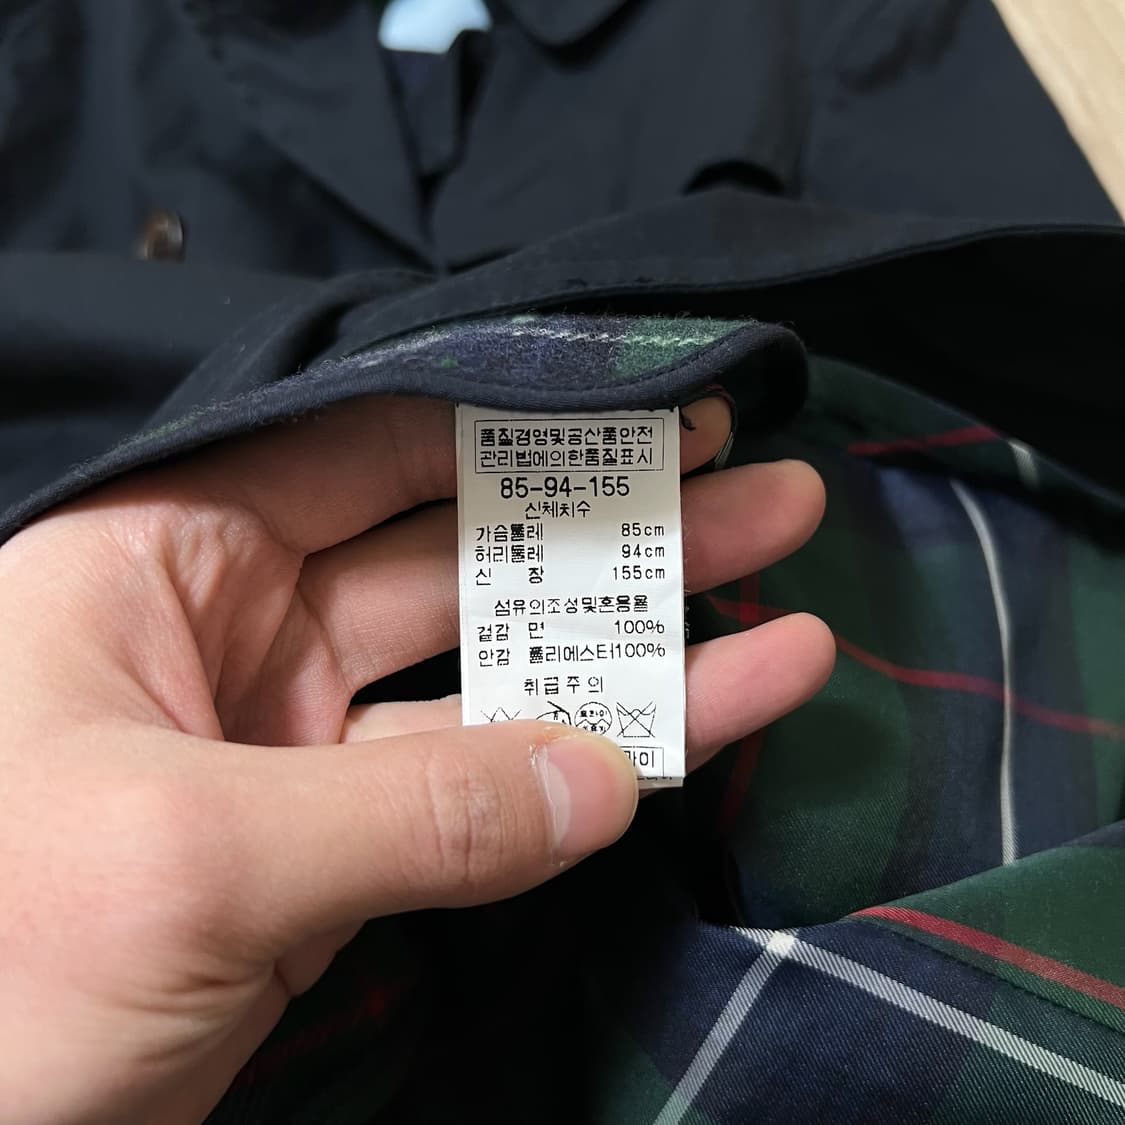 품질경영및공산품안전
관리법에의한품질표시
85-94-155
신체치수
가슴둘레 85cm
허리둘레 94cm
신 장 155cm
섬유의조성및혼용율
겉감 면 100%
안감 폴리에스터100%
취급주의